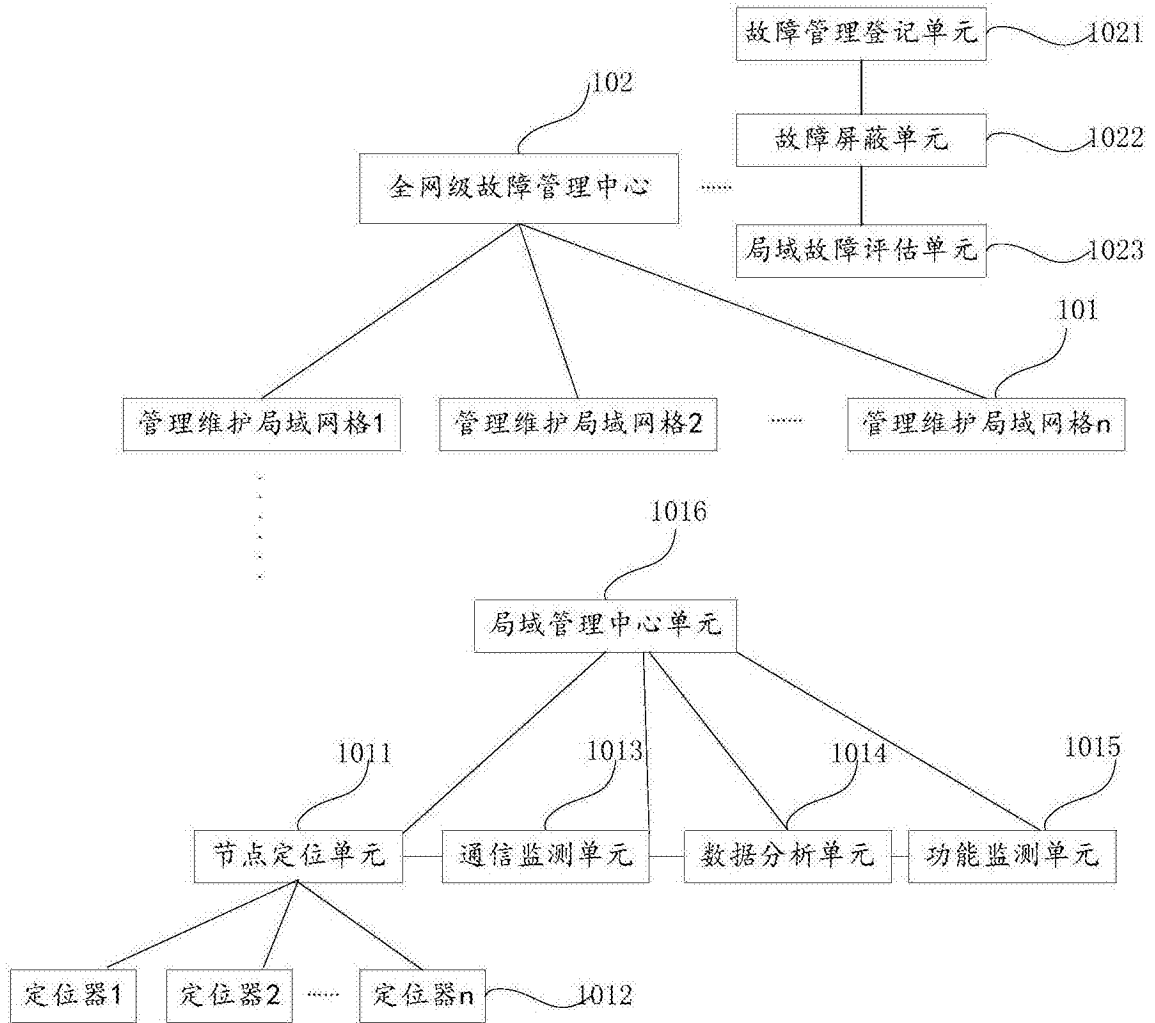 故障管理登记单元
1021
102
故障屏蔽单元
1022
全网级故障管理中心
……
局域故障评估单元
1023
101
管理维护局域网格1
管理维护局域网格2
……
管理维护局域网格n
1016
局域管理中心单元
1011
1013
1014
1015
节点定位单元
通信监测单元
数据分析单元
功能监测单元
定位器1
定位器2
……
定位器n
1012